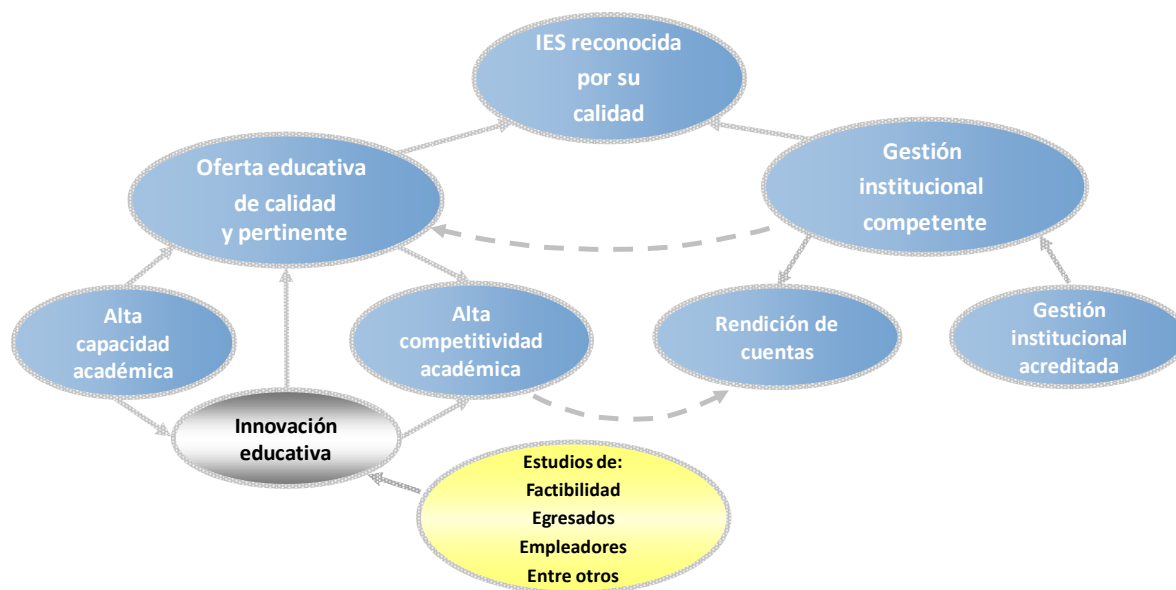 IES reconocida
por su
calidad
Oferta educativa
de calidad
y pertinente
Gestión
institucional
competente
Alta
capacidad
académica
Alta
competitividad
académica
Rendición de
cuentas
Gestión
institucional
acreditada
Innovación
educativa
Estudios de:
Factibilidad
Egresados
Empleadores
Entre otros